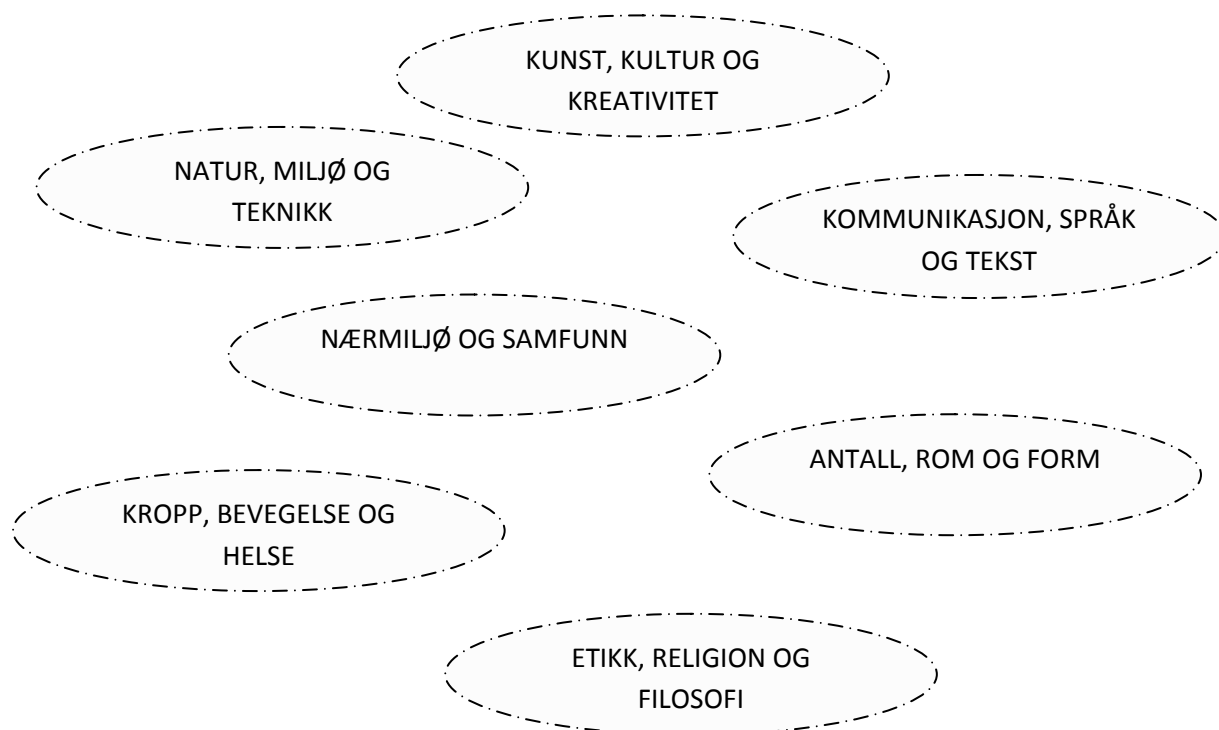 KUNST, KULTUR OG
KREATIVITET
NATUR, MILJØ OG
TEKNIKK
KOMMUNIKASJON, SPRÅK
OG TEKST
NÆRMILJØ OG SAMFUNN
ANTALL, ROM OG FORM
KROPP, BEVEGELSE OG
HELSE
ETIKK, RELIGION OG
FILOSOFI